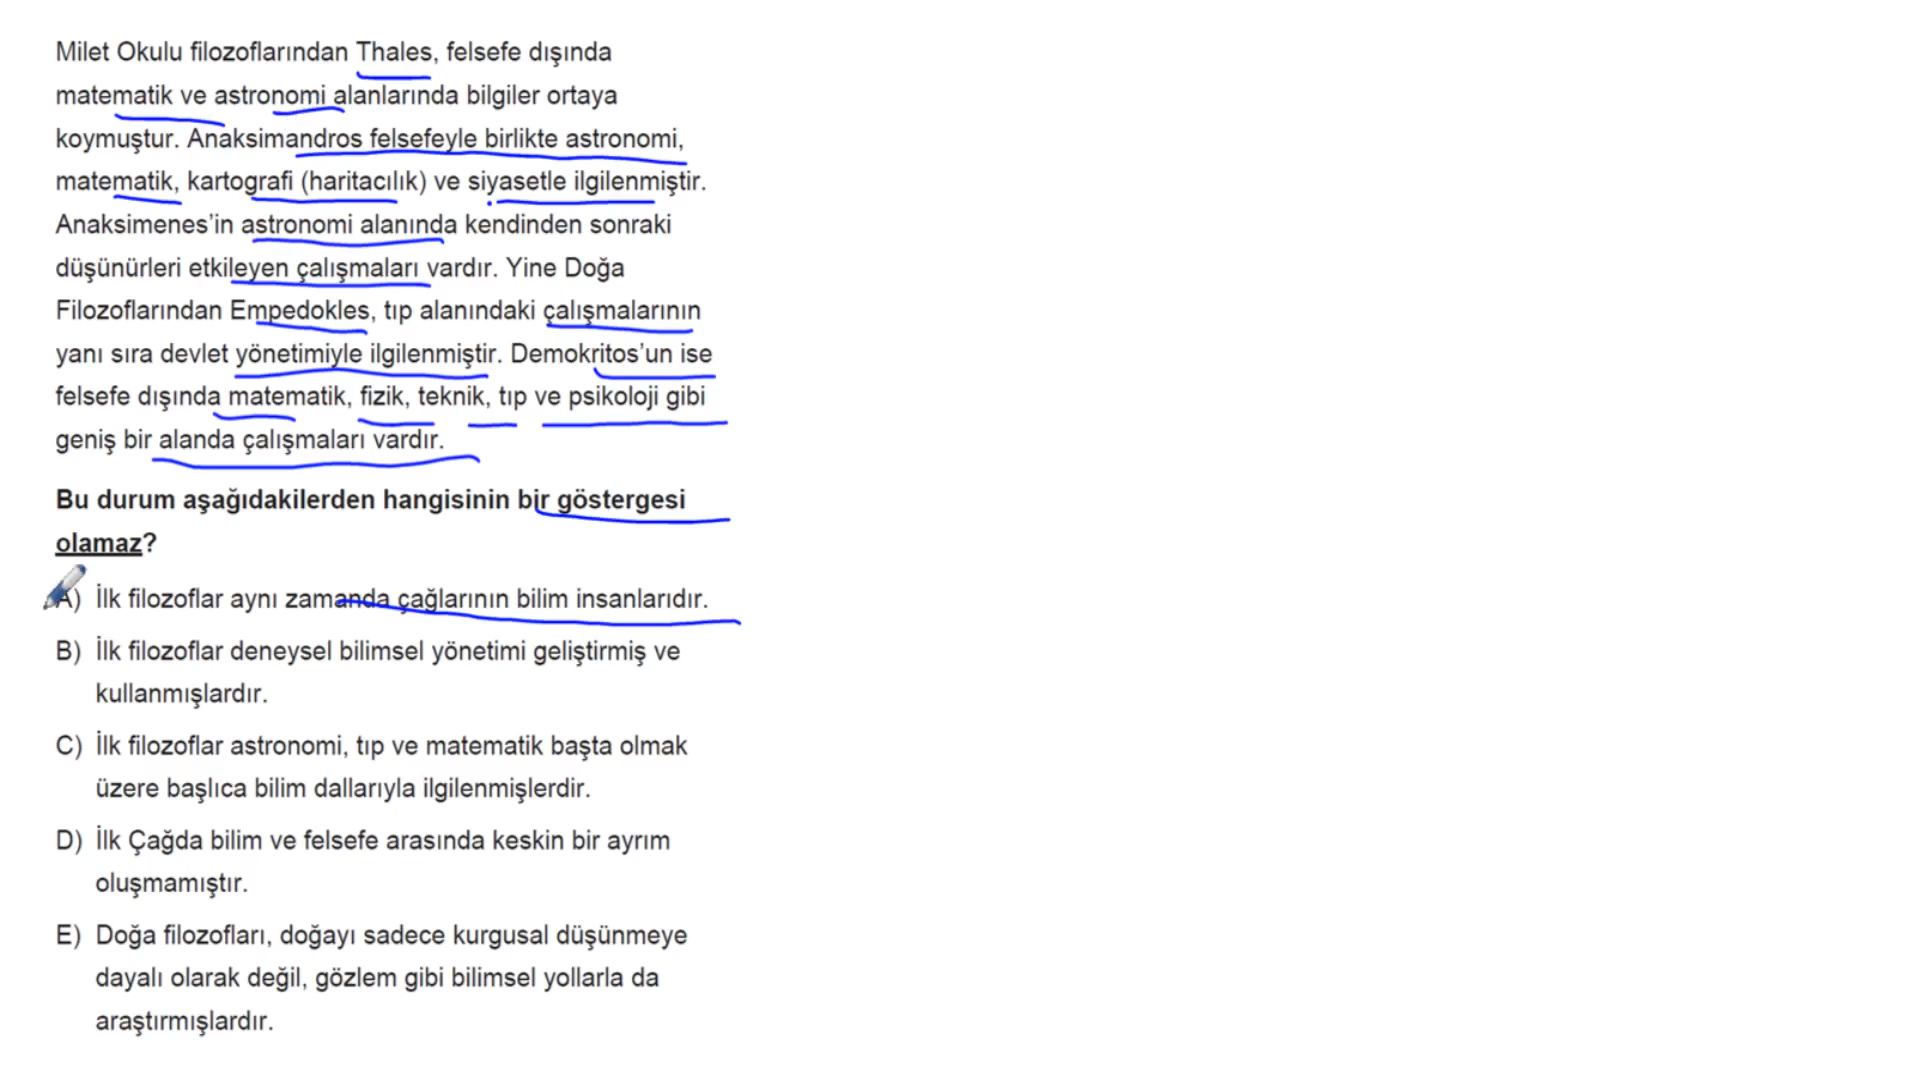 Milet Okulu filozoflarından Thales, felsefe dışında
matematik ve astronomi alanlarında bilgiler ortaya
koymuştur. Anaksimandros felsefeyle birlikte astronomi,
matematik, kartografi (haritacılık) ve siyasetle ilgilenmiştir.
Anaksimenes’in astronomi alanında kendinden sonraki
düşünürleri etkileyen çalışmaları vardır. Yine Doğa
Filozoflarından Empedokles, tıp alanındaki çalışmalarının
yanı sıra devlet yönetimiyle ilgilenmiştir. Demokritos’un ise
felsefe dışında matematik, fizik, teknik, tıp ve psikoloji gibi
geniş bir alanda çalışmaları vardır.
Bu durum aşağıdakilerden hangisinin bir göstergesi
olamaz?
A) İlk filozoflar aynı zamanda çağlarının bilim insanlarıdır.
B) İlk filozoflar deneysel bilimsel yönetimi geliştirmiş ve
kullanmışlardır.
C) İlk filozoflar astronomi, tıp ve matematik başta olmak
üzere başlıca bilim dallarıyla ilgilenmişlerdir.
D) İlk Çağda bilim ve felsefe arasında keskin bir ayrım
oluşmamıştır.
E) Doğa filozofları, doğayı sadece kurgusal düşünmeye
dayalı olarak değil, gözlem gibi bilimsel yollarla da
araştırmışlardır.